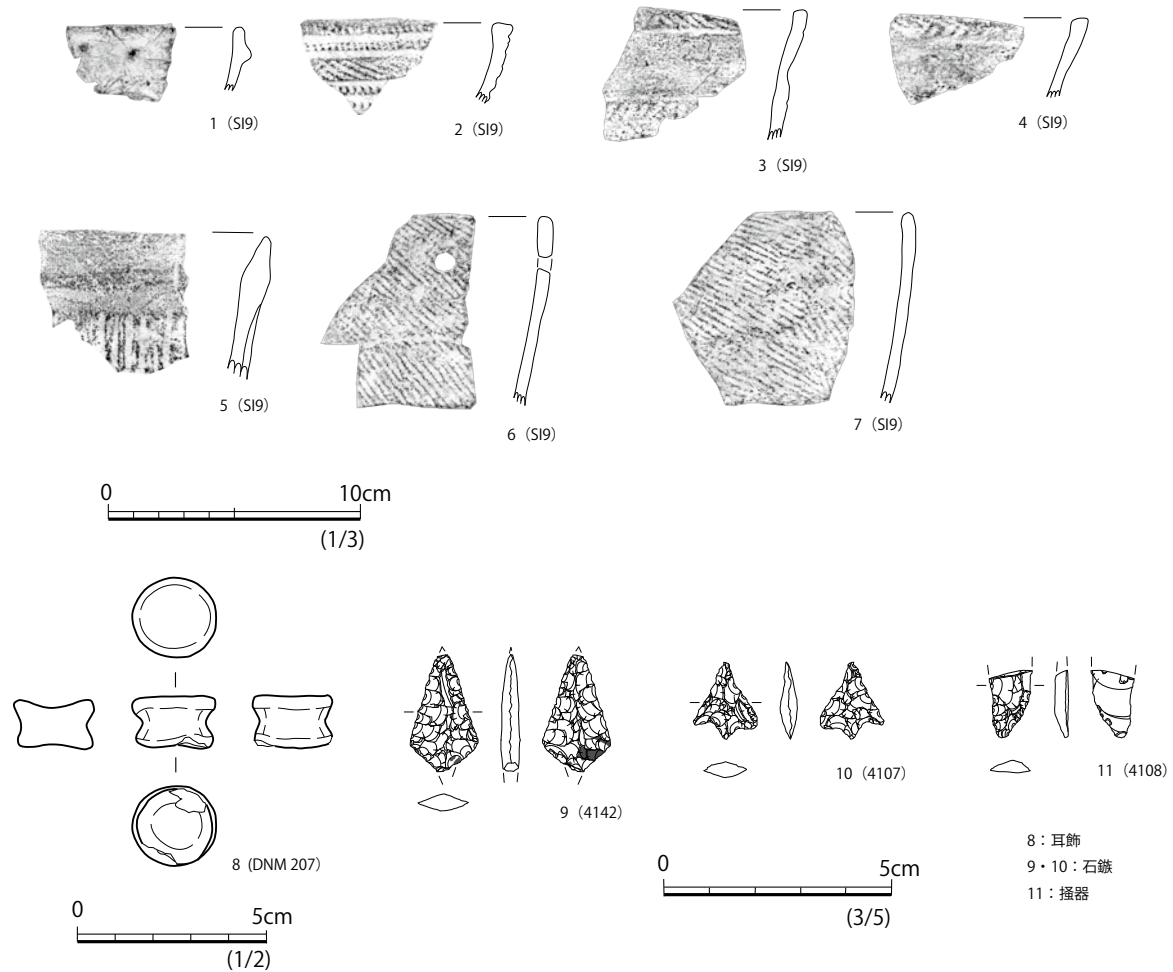 1（SI9）
2（SI9）
3（SI9）
4（SI9）
5（SI9）
6（SI9）
7（SI9）
0 10cm
(1/3)
8 (DNM 207)
9（4142）
10（4107）
11（4108）
0 5cm
(1/2)
0 5cm
(3/5)
8：耳飾
9・10：石鏃
11：掻器